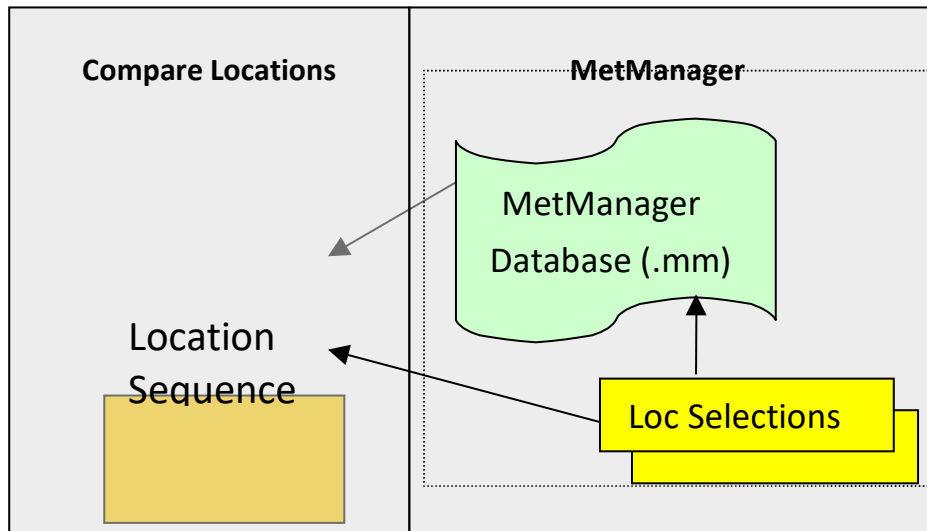 Compare Locations
MetManager
MetManager
Database (.mm)
Location
Sequence
Loc Selections